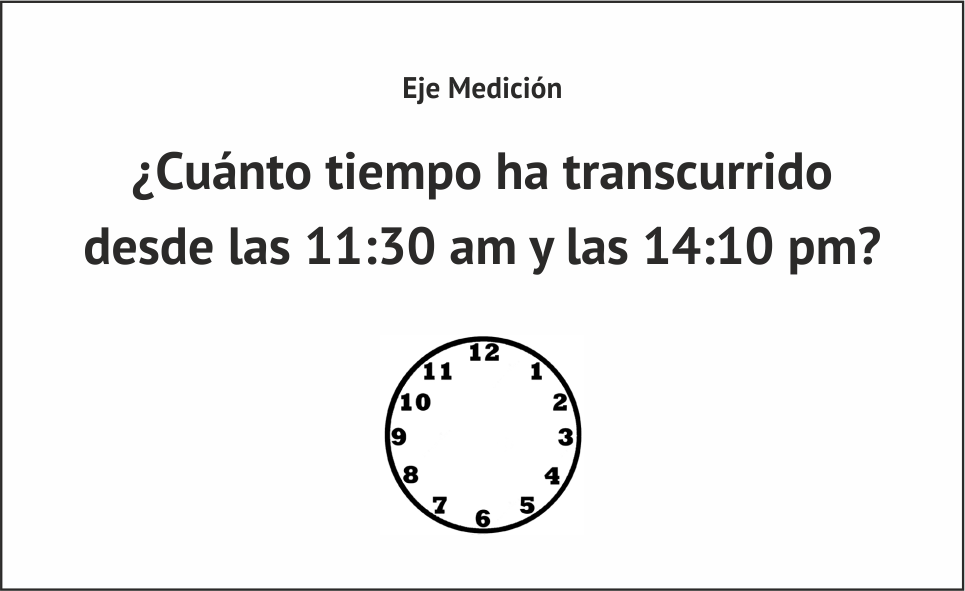 Eje Medición
¿Cuánto tiempo ha transcurrido
desde las 11:30 am y las 14:10 pm?
12
11 1
10 2
9 3
8 4
7 5
6